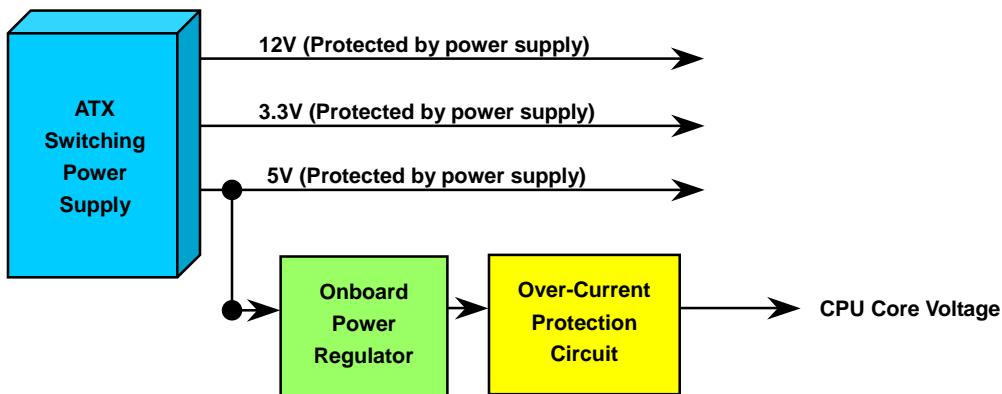 ATX
Switching
Power
Supply
12V (Protected by power supply)
3.3V (Protected by power supply)
5V (Protected by power supply)
Onboard
Power
Regulator
Over-Current
Protection
Circuit
CPU Core Voltage